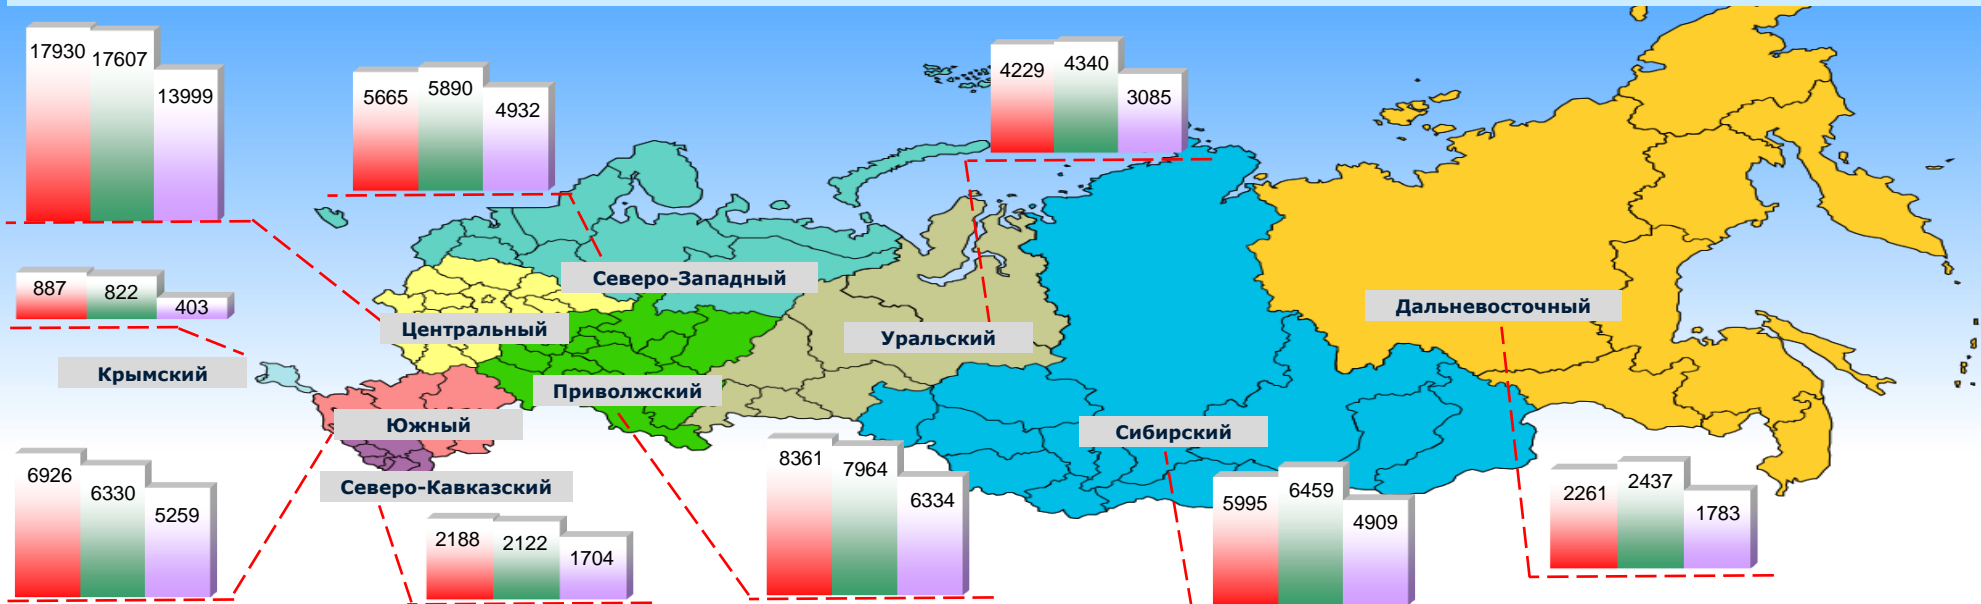 17930 17607 13999
5665 5890 4932
4229 4340 3085
887 822 403
Северо-Западный
Центральный
Уральский
Дальневосточный
Крымский
Приволжский
Южный
Сибирский
Северо-Кавказский
6926 6330 5259
2188 2122 1704
8361 7964 6334
5995 6459 4909
2261 2437 1783